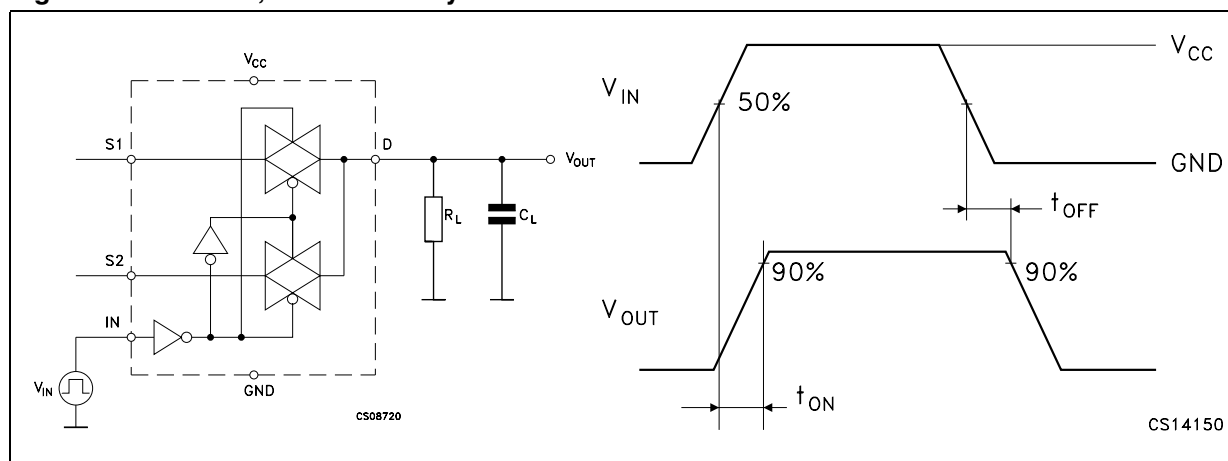 V_CC
S1
D
V_OUT
R_L
C_L
S2
IN
V_IN
GND
CS08720
V_CC
V_IN
50%
GND
t_OFF
90%
90%
V_OUT
t_ON
CS14150